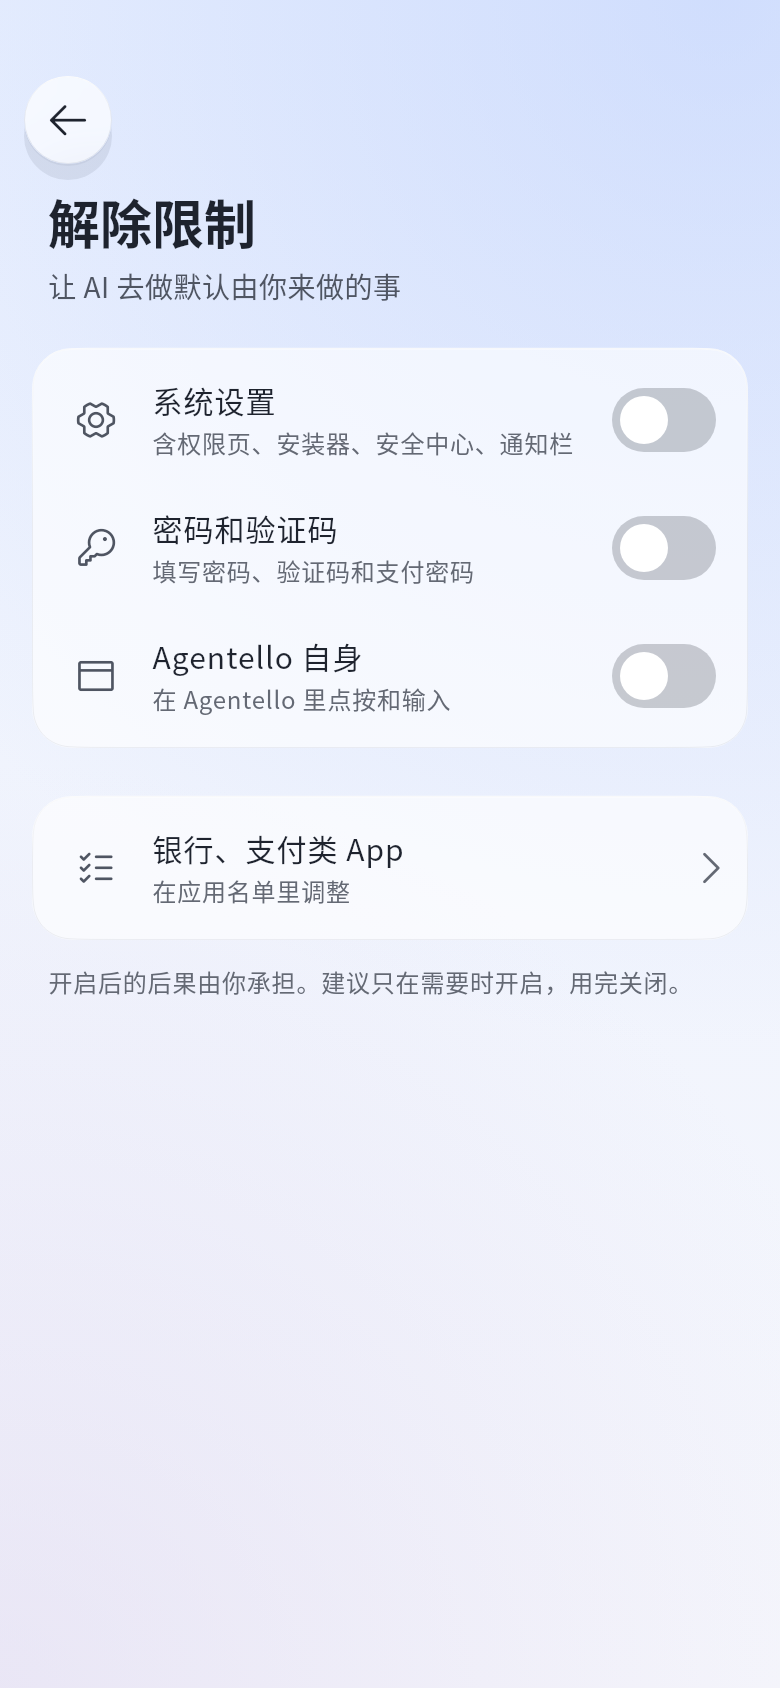 解除限制
让 AI 去做默认由你来做的事
系统设置
含权限页、安装器、安全中心、通知栏
密码和验证码
填写密码、验证码和支付密码
Agentello 自身
在 Agentello 里点按和输入
银行、支付类 App
在应用名单里调整
开启后的后果由你承担。建议只在需要时开启，用完关闭。